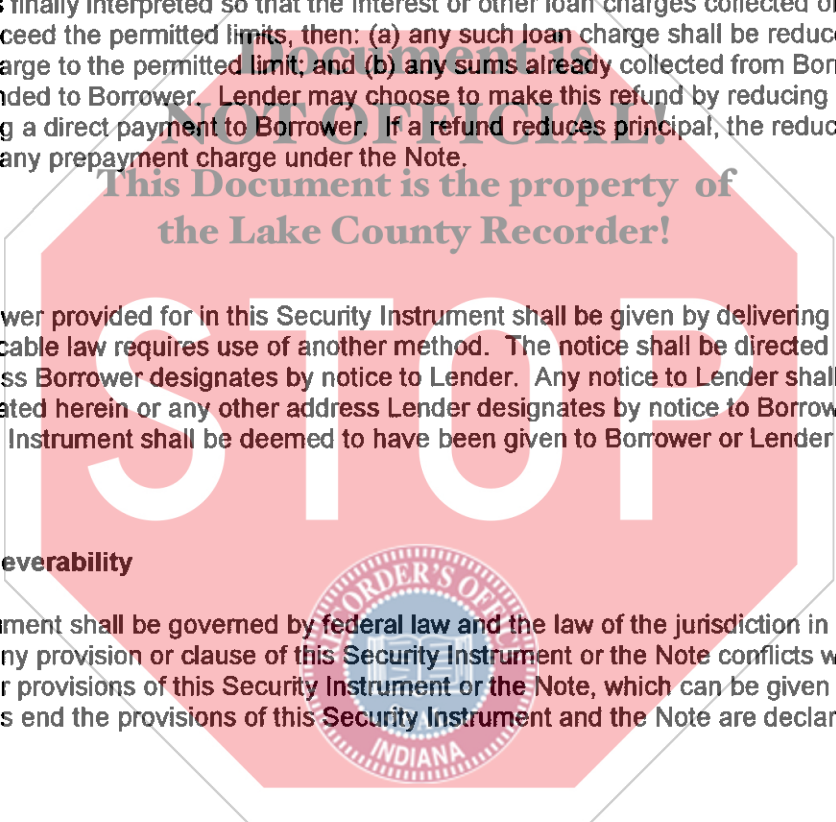 s finally interpreted so that the interest or other loan charges collected or
ceed the permitted limits, then: (a) any such loan charge shall be reduce
Document is
arge to the permitted limit; and (b) any sums already collected from Borr
nded to Borrower. Lender may choose to make this refund by reducing
NOT OFFICIAL!
g a direct payment to Borrower. If a refund reduces principal, the reduc
any prepayment charge under the Note.
This Document is the property of
the Lake County Recorder!
wer provided for in this Security Instrument shall be given by delivering
cable law requires use of another method. The notice shall be directed
ss Borrower designates by notice to Lender. Any notice to Lender shall
ated herein or any other address Lender designates by notice to Borrow
Instrument shall be deemed to have been given to Borrower or Lender
STOP
everability
RECORDER'S OFFICE
ument shall be governed by federal law and the law of the jurisdiction in
ny provision or clause of this Security Instrument or the Note conflicts w
r provisions of this Security Instrument or the Note, which can be given
s end the provisions of this Security Instrument and the Note are declar
INDIANA